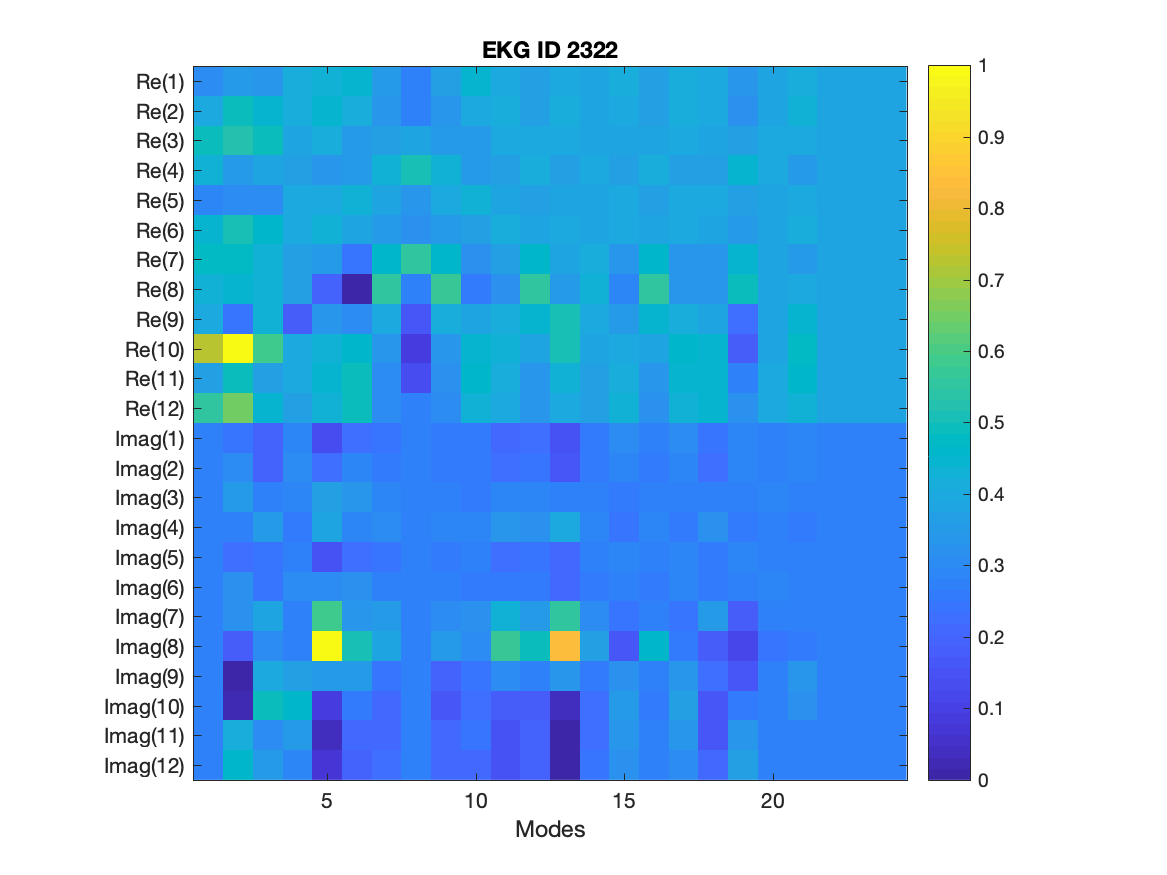 EKG ID 2322
Re(1)
Re(2)
Re(3)
Re(4)
Re(5)
Re(6)
Re(7)
Re(8)
Re(9)
Re(10)
Re(11)
Re(12)
Imag(1)
Imag(2)
Imag(3)
Imag(4)
Imag(5)
Imag(6)
Imag(7)
Imag(8)
Imag(9)
Imag(10)
Imag(11)
Imag(12)
5 10 15 20
Modes
1
0.9
0.8
0.7
0.6
0.5
0.4
0.3
0.2
0.1
0